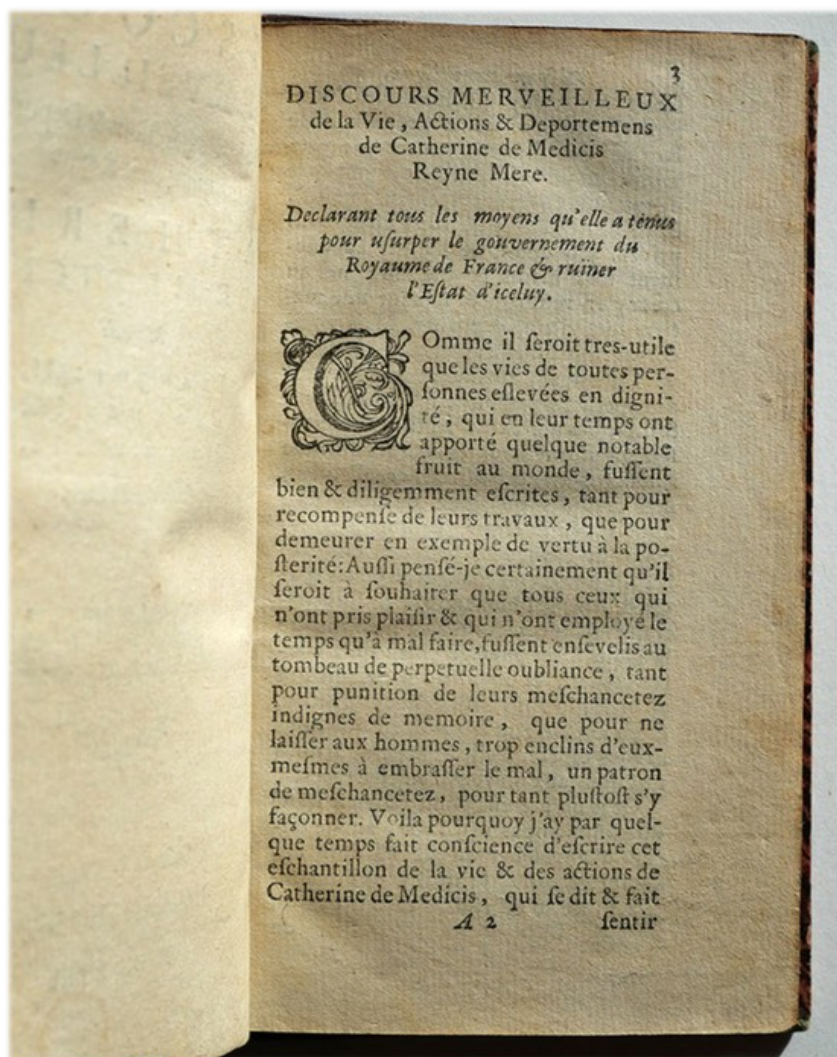 3
DISCOURS MERVEILLEUX
de la Vie, Actions & Deportemens
de Catherine de Medicis
Reyne Mere.
Declarant tous les moyens qu'elle a tenus
pour uſurper le gouvernement du
Royaume de France & ruïner
l'Eſtat d'iceluy.
COmme il ſeroit tres-utile
que les vies de toutes per-
ſonnes eſlevées en digni-
té, qui en leur temps ont
apporté quelque notable
fruit au monde, fuſſent
bien & diligemment eſcrites, tant pour
recompenſe de leurs travaux, que pour
demeurer en exemple de vertu à la po-
ſterité: Auſſi penſé-je certainement qu'il
ſeroit à ſouhaiter que tous ceux qui
n'ont pris plaiſir & qui n'ont employé le
temps qu'à mal faire, fuſſent enſevelis au
tombeau de perpetuelle oubliance, tant
pour punition de leurs meſchancetez
indignes de memoire, que pour ne
laiſſer aux hommes, trop enclins d'eux-
meſmes à embraſſer le mal, un patron
de meſchancetez, pour tant pluſtoſt s'y
façonner. Voila pourquoy j'ay par quel-
que temps fait conſcience d'eſcrire cet
eſchantillon de la vie & des actions de
Catherine de Medicis, qui ſe dit & fait
A 2 ſentir